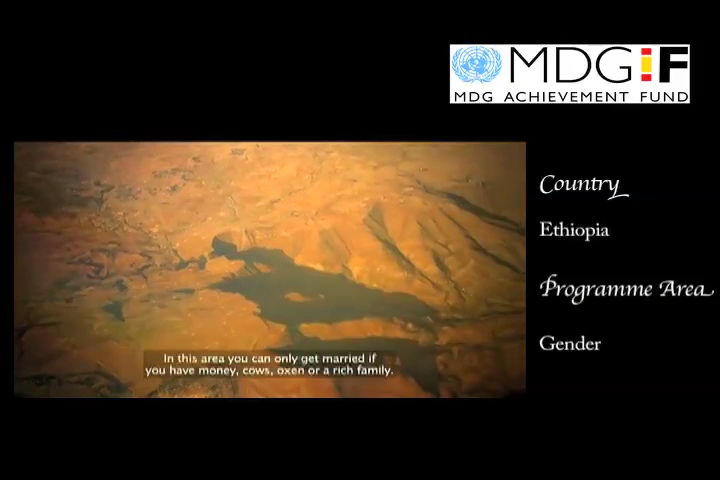 MDG:F
MDG ACHIEVEMENT FUND
Country
Ethiopia
Programme Area
Gender
In this area you can only get married if
you have money, cows, oxen or a rich family.